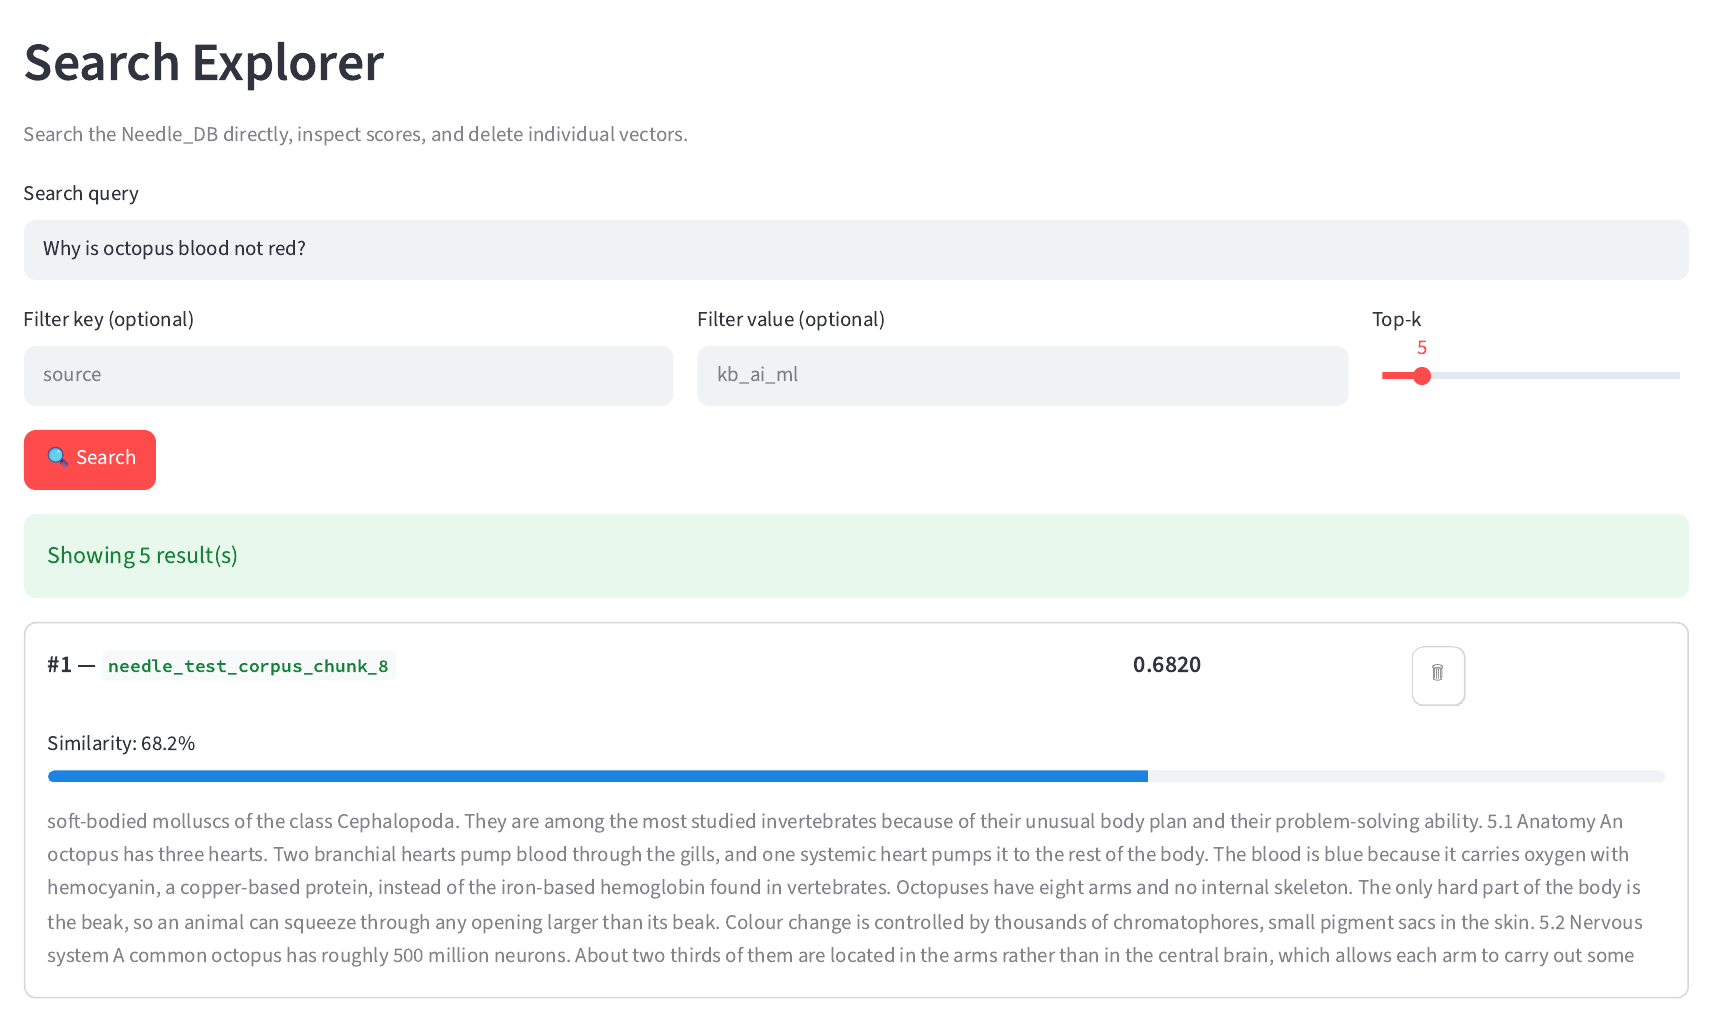 Search Explorer
Search the Needle_DB directly, inspect scores, and delete individual vectors.
Search query
Why is octopus blood not red?
Filter key (optional)
Filter value (optional)
Top-k
5
source
kb_ai_ml
Search
Showing 5 result(s)
#1 — needle_test_corpus_chunk_8
0.6820
Similarity: 68.2%
soft-bodied molluscs of the class Cephalopoda. They are among the most studied invertebrates because of their unusual body plan and their problem-solving ability. 5.1 Anatomy An
octopus has three hearts. Two branchial hearts pump blood through the gills, and one systemic heart pumps it to the rest of the body. The blood is blue because it carries oxygen with
hemocyanin, a copper-based protein, instead of the iron-based hemoglobin found in vertebrates. Octopuses have eight arms and no internal skeleton. The only hard part of the body is
the beak, so an animal can squeeze through any opening larger than its beak. Colour change is controlled by thousands of chromatophores, small pigment sacs in the skin. 5.2 Nervous
system A common octopus has roughly 500 million neurons. About two thirds of them are located in the arms rather than in the central brain, which allows each arm to carry out some